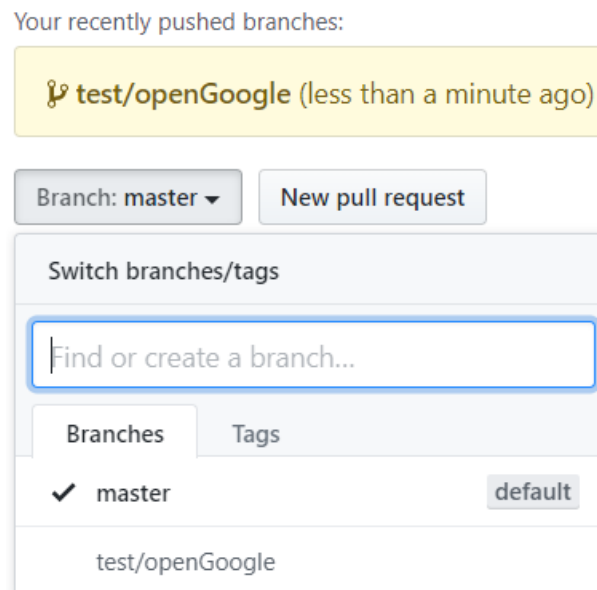 Your recently pushed branches:
test/openGoogle (less than a minute ago)
Branch: master
New pull request
Switch branches/tags
Find or create a branch...
Branches
Tags
master
default
test/openGoogle